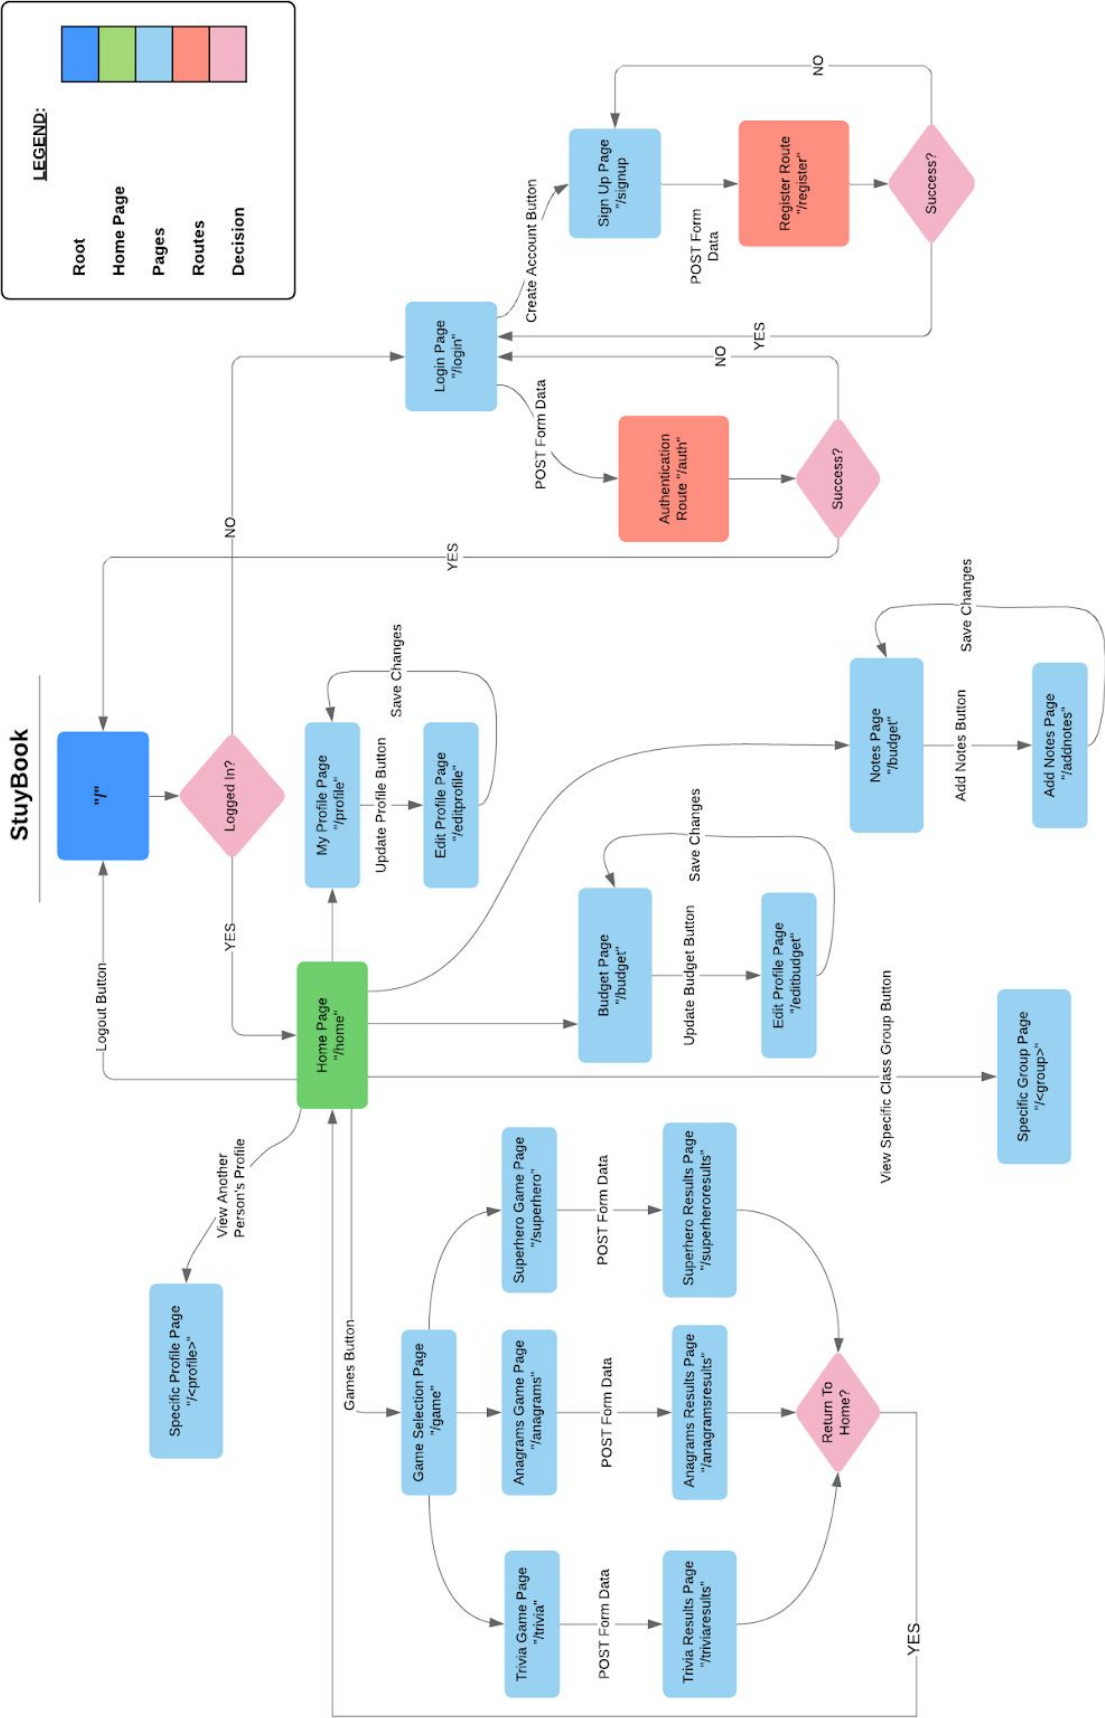 StuyBook
LEGEND:
Root
Home Page
Pages
Routes
Decision
"/"
Logged In?
YES
NO
Logout Button
Home Page
"/home"
View Another
Person's Profile
Specific Profile Page
"/<profile>"
My Profile Page
"/profile"
Update Profile Button
Edit Profile Page
"/editprofile"
Save Changes
Login Page
"/login"
Create Account Button
Sign Up Page
"/signup
POST Form
Data
Register Route
"/register"
Success?
NO
YES
POST Form Data
Authentication
Route "/auth"
Success?
NO
YES
Games Button
Game Selection Page
"/game"
Trivia Game Page
"/trivia"
POST Form Data
Trivia Results Page
"/triviaresults"
Anagrams Game Page
"/anagrams"
POST Form Data
Anagrams Results Page
"/anagramsresults"
Superhero Game Page
"/superhero"
POST Form Data
Superhero Results Page
"/superheroresults"
Return To
Home?
YES
Budget Page
"/budget"
Update Budget Button
Edit Profile Page
"/editbudget"
Save Changes
Notes Page
"/budget"
Add Notes Button
Add Notes Page
"/addnotes"
Save Changes
View Specific Class Group Button
Specific Group Page
"/<group>"